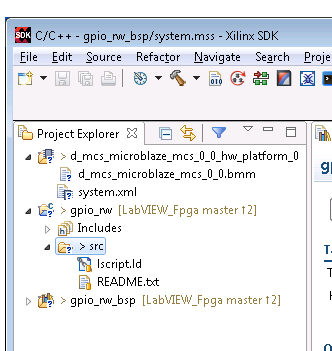 SDK C/C++ - gpio_rw_bsp/system.mss - Xilinx SDK
File Edit Source Refactor Navigate Search Proje
010
Project Explorer
> d_mcs_microblaze_mcs_0_0_hw_platform_0
d_mcs_microblaze_mcs_0_0.bmm
system.xml
> gpio_rw [LabVIEW_Fpga master ↑2]
Includes
> src
lscript.ld
README.txt
> gpio_rw_bsp [LabVIEW_Fpga master ↑2]